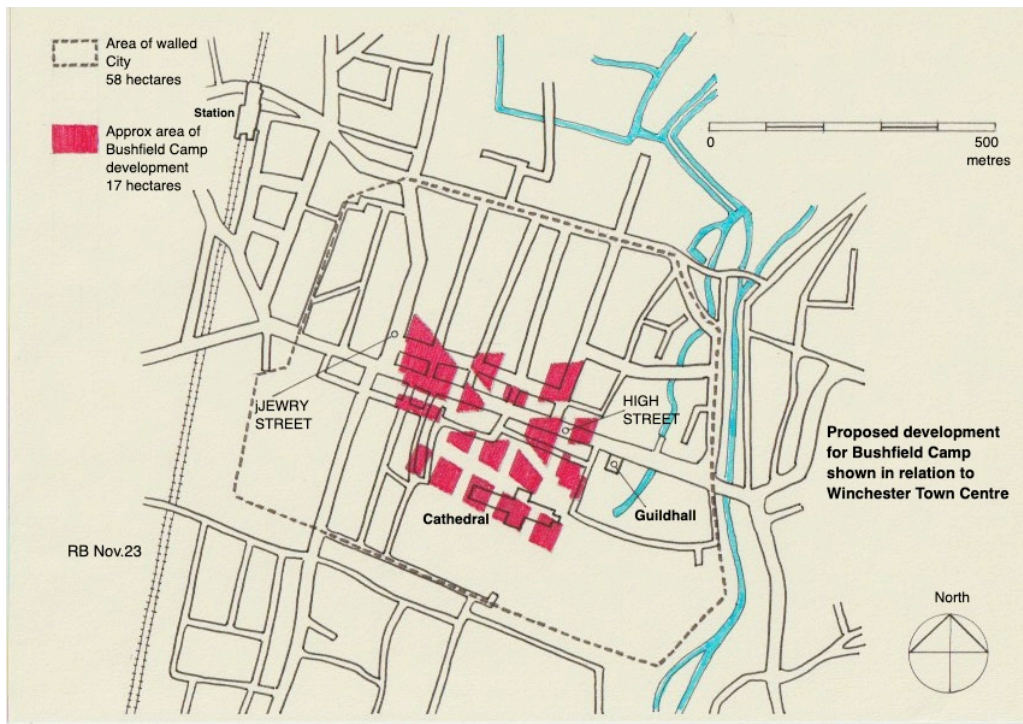 Area of walled
City
58 hectares
Station
Approx area of
Bushfield Camp
development
17 hectares
0
500
metres
jJEWRY
STREET
HIGH
STREET
Proposed development
for Bushfield Camp
shown in relation to
Winchester Town Centre
Cathedral
Guildhall
RB Nov.23
North